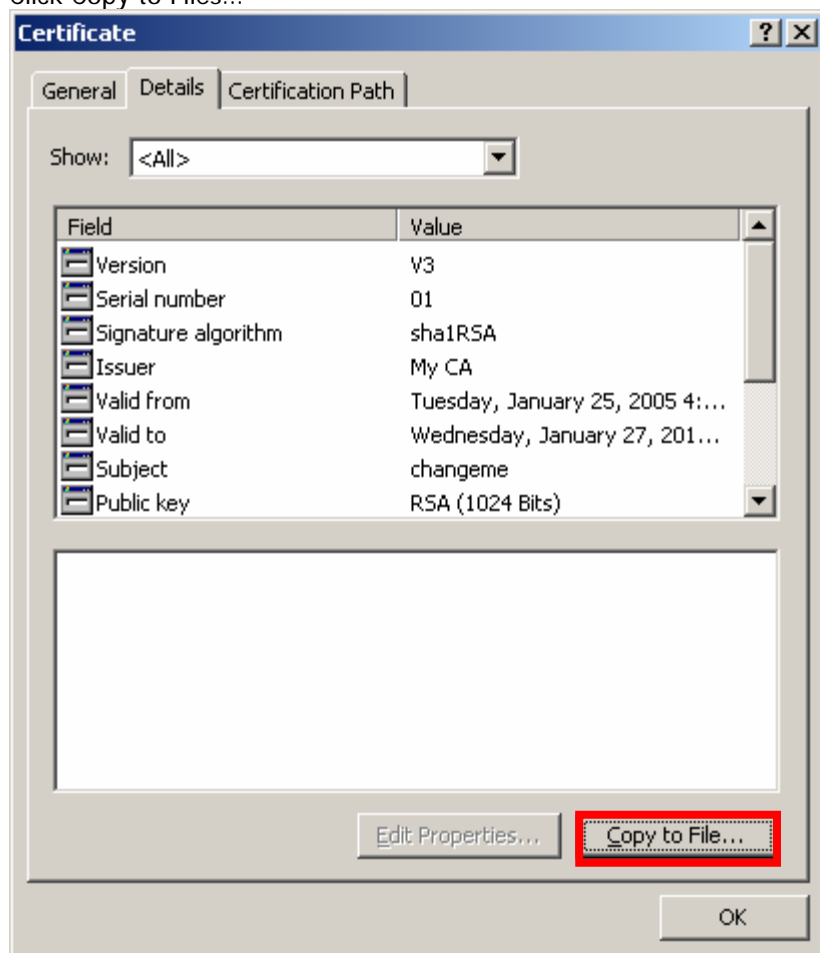 Click Copy to Files...
Certificate
General Details Certification Path
Show: <All>
Field Value
Version V3
Serial number 01
Signature algorithm sha1RSA
Issuer My CA
Valid from Tuesday, January 25, 2005 4:...
Valid to Wednesday, January 27, 201...
Subject changeme
Public key RSA (1024 Bits)
Edit Properties... Copy to File...
OK